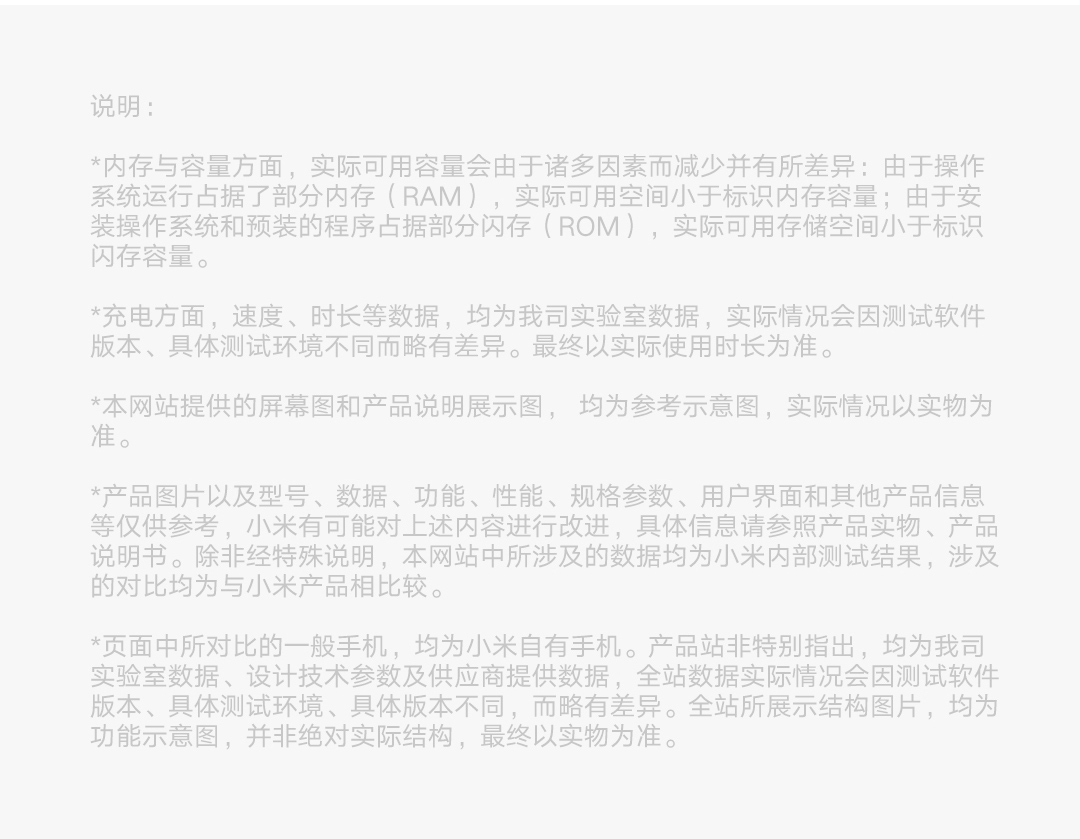 说明：
*内存与容量方面，实际可用容量会由于诸多因素而减少并有所差异：由于操作
系统运行占据了部分内存（RAM），实际可用空间小于标识内存容量；由于安
装操作系统和预装的程序占据部分闪存（ROM），实际可用存储空间小于标识
闪存容量。
*充电方面，速度、时长等数据，均为我司实验室数据，实际情况会因测试软件
版本、具体测试环境不同而略有差异。最终以实际使用时长为准。
*本网站提供的屏幕图和产品说明展示图， 均为参考示意图，实际情况以实物为
准。
*产品图片以及型号、数据、功能、性能、规格参数、用户界面和其他产品信息
等仅供参考，小米有可能对上述内容进行改进，具体信息请参照产品实物、产品
说明书。除非经特殊说明，本网站中所涉及的数据均为小米内部测试结果，涉及
的对比均为与小米产品相比较。
*页面中所对比的一般手机，均为小米自有手机。产品站非特别指出，均为我司
实验室数据、设计技术参数及供应商提供数据，全站数据实际情况会因测试软件
版本、具体测试环境、具体版本不同，而略有差异。全站所展示结构图片，均为
功能示意图，并非绝对实际结构，最终以实物为准。